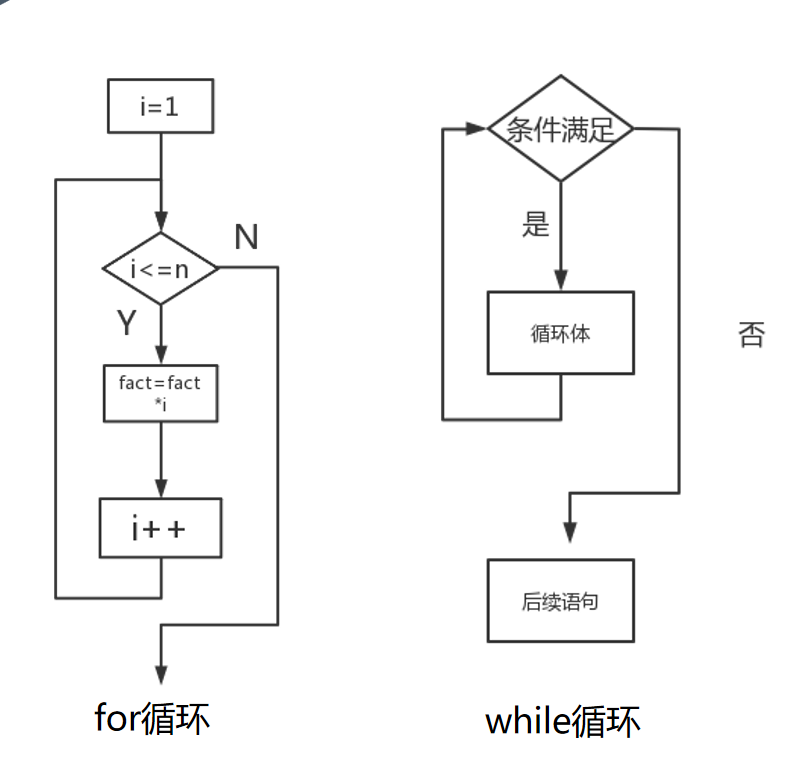 i=1
i<=n
N
Y
fact=fact
*i
i++
for循环
条件满足
是
循环体
否
后续语句
while循环